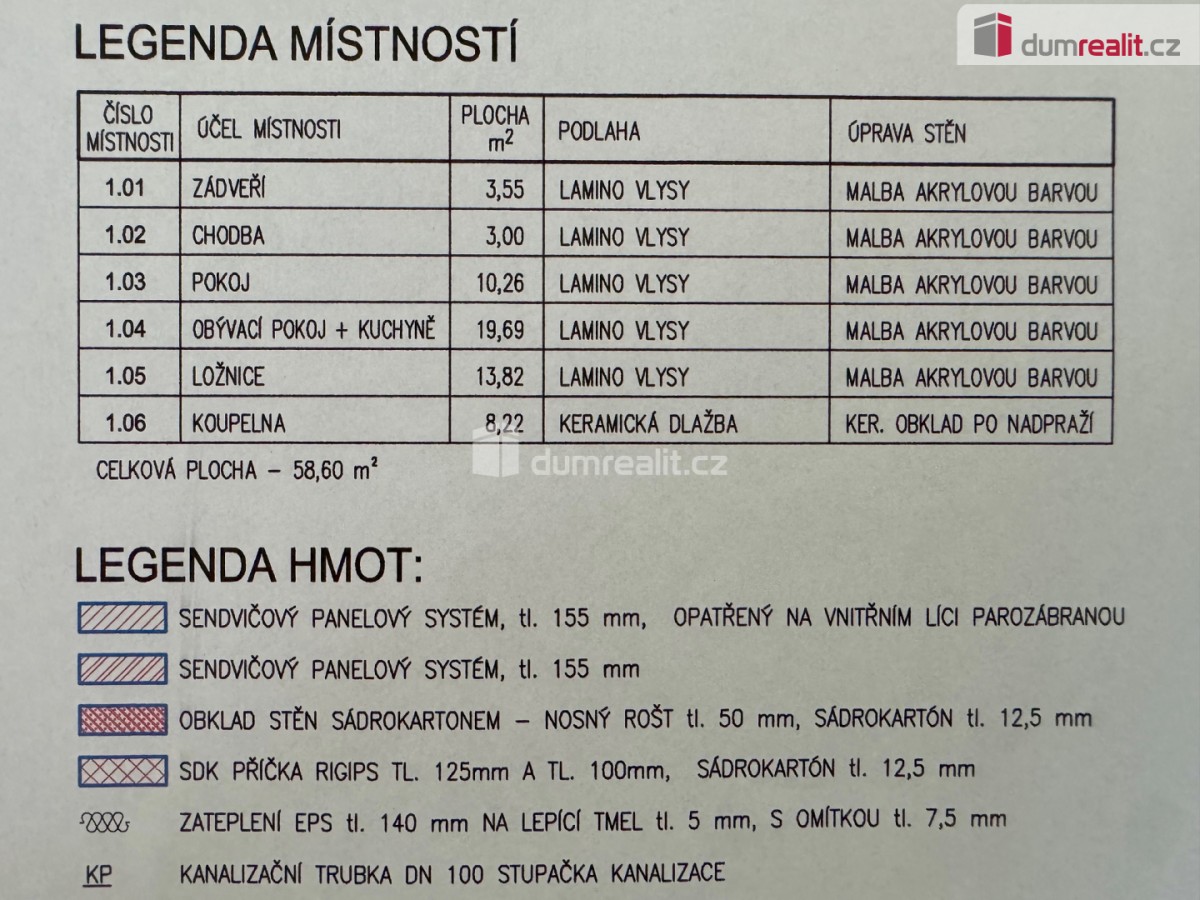 LEGENDA MÍSTNOSTÍ
dumrealit.cz
ČÍSLO MÍSTNOSTI ÚČEL MÍSTNOSTI PLOCHA m² PODLAHA ÚPRAVA STĚN
1.01 ZÁDVEŘÍ 3,55 LAMINO VLYSY MALBA AKRYLOVOU BARVOU
1.02 CHODBA 3,00 LAMINO VLYSY MALBA AKRYLOVOU BARVOU
1.03 POKOJ 10,26 LAMINO VLYSY MALBA AKRYLOVOU BARVOU
1.04 OBÝVACÍ POKOJ + KUCHYNĚ 19,69 LAMINO VLYSY MALBA AKRYLOVOU BARVOU
1.05 LOŽNICE 13,82 LAMINO VLYSY MALBA AKRYLOVOU BARVOU
1.06 KOUPELNA 8,22 KERAMICKÁ DLAŽBA KER. OBKLAD PO NADPRAŽÍ
CELKOVÁ PLOCHA – 58,60 m²
dumrealit.cz
LEGENDA HMOT:
SENDVIČOVÝ PANELOVÝ SYSTÉM, tl. 155 mm, OPATŘENÝ NA VNITŘNÍM LÍCI PAROZÁBRANOU
SENDVIČOVÝ PANELOVÝ SYSTÉM, tl. 155 mm
OBKLAD STĚN SÁDROKARTONEM – NOSNÝ ROŠT tl. 50 mm, SÁDROKARTÓN tl. 12,5 mm
SDK PŘÍČKA RIGIPS TL. 125mm A TL. 100mm, SÁDROKARTÓN tl. 12,5 mm
ZATEPLENÍ EPS tl. 140 mm NA LEPÍCÍ TMEL tl. 5 mm, S OMÍTKOU tl. 7,5 mm
KP KANALIZAČNÍ TRUBKA DN 100 STUPAČKA KANALIZACE